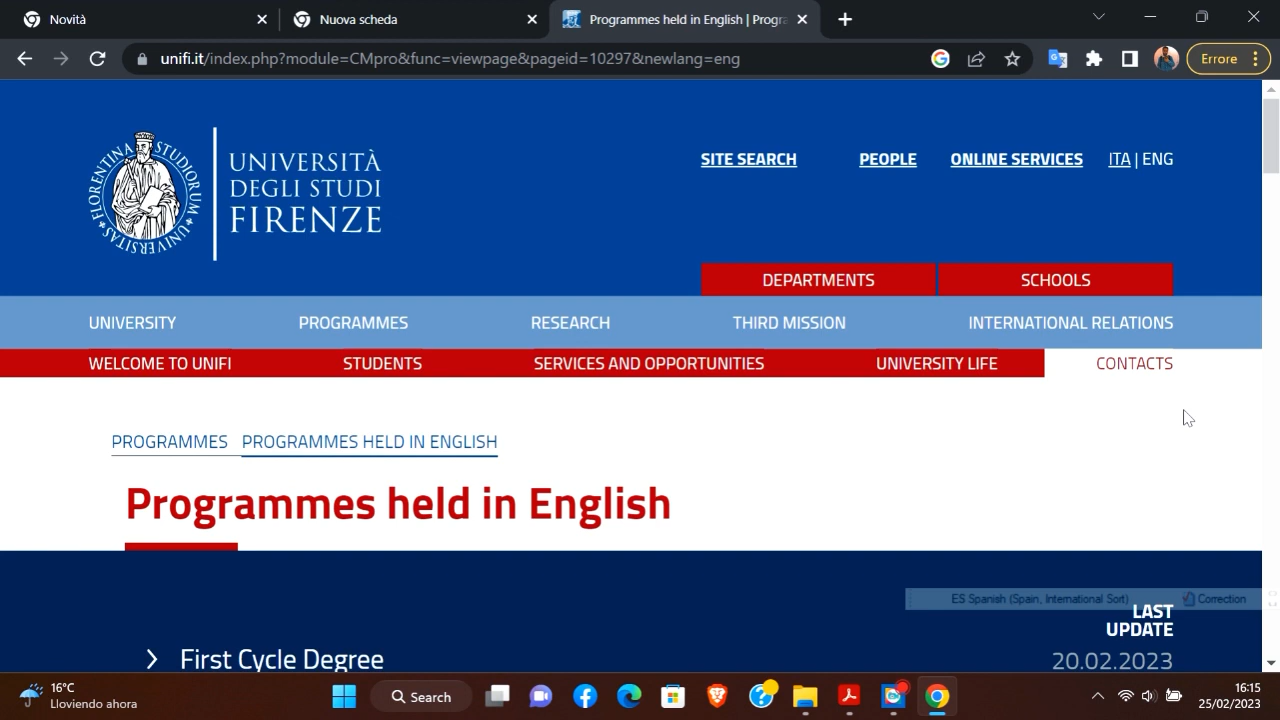 Novità
Nuova scheda
Programmes held in English | Progra
unifi.it/index.php?module=CMpro&func=viewpage&pageid=10297&newlang=eng
Errore
FLORENTINA STUDIORUM UNIVERSITAS
UNIVERSITÀ
DEGLI STUDI
FIRENZE
SITE SEARCH
PEOPLE
ONLINE SERVICES
ITA | ENG
DEPARTMENTS
SCHOOLS
UNIVERSITY
PROGRAMMES
RESEARCH
THIRD MISSION
INTERNATIONAL RELATIONS
WELCOME TO UNIFI
STUDENTS
SERVICES AND OPPORTUNITIES
UNIVERSITY LIFE
CONTACTS
PROGRAMMES
PROGRAMMES HELD IN ENGLISH
Programmes held in English
ES Spanish (Spain, International Sort)
Correction
LAST
UPDATE
First Cycle Degree
20.02.2023
16°C
Lloviendo ahora
Search
16:15
25/02/2023